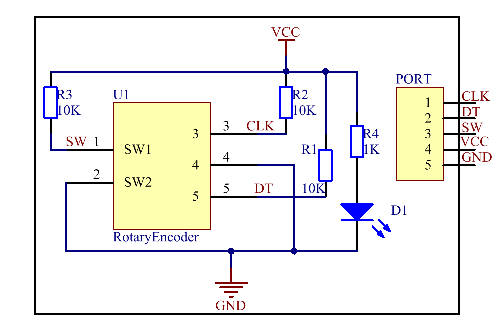 VCC
R3
10K
U1
R2
10K
PORT
SW 1
SW1
3
3
CLK
R1
R4
1K
1
CLK
2
DT
3
SW
4
VCC
5
GND
2
SW2
4
4
5
5
DT
10K
D1
RotaryEncoder
GND